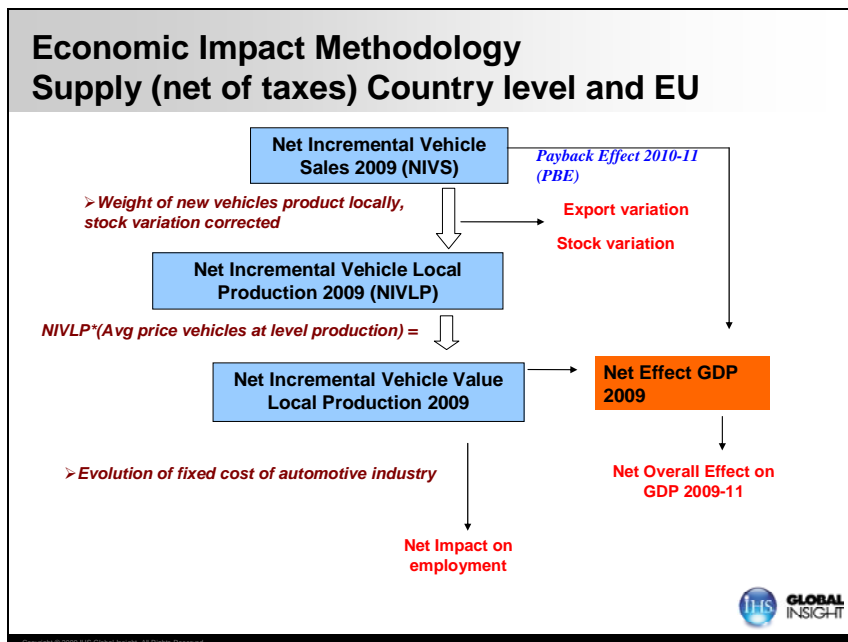 Economic Impact Methodology
Supply (net of taxes) Country level and EU
Net Incremental Vehicle
Sales 2009 (NIVS)
Payback Effect 2010-11
(PBE)
➢Weight of new vehicles product locally,
stock variation corrected
Export variation
Stock variation
Net Incremental Vehicle Local
Production 2009 (NIVLP)
NIVLP*(Avg price vehicles at level production) =
Net Incremental Vehicle Value
Local Production 2009
Net Effect GDP
2009
➢Evolution of fixed cost of automotive industry
Net Overall Effect on
GDP 2009-11
Net Impact on
employment
IHS
GLOBAL
INSIGHT